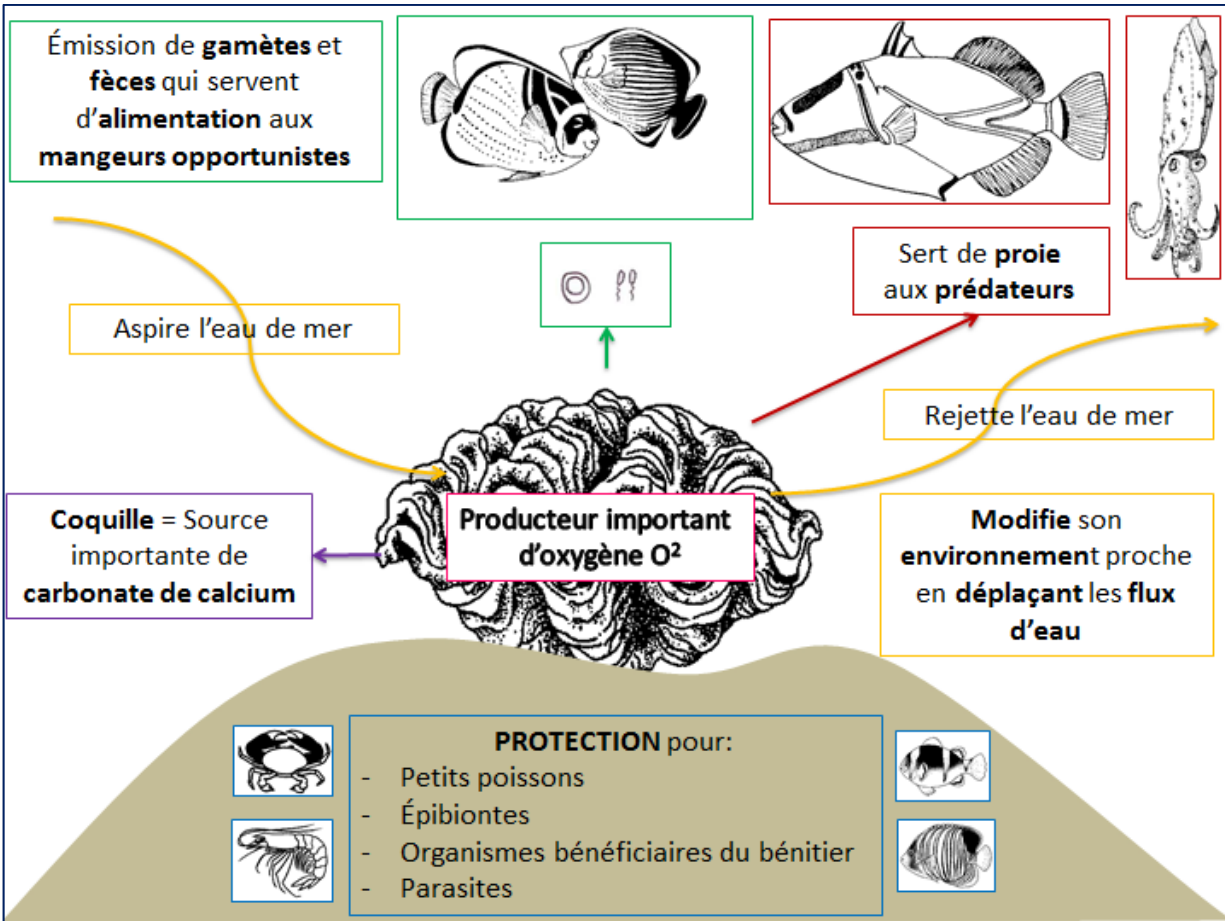 Émission de gamètes et
fèces qui servent
d'alimentation aux
mangeurs opportunistes
Sert de proie
aux prédateurs
Aspire l'eau de mer
Rejette l'eau de mer
Coquille = Source
importante de
carbonate de calcium
Producteur important
d'oxygène O²
Modifie son
environnement proche
en déplaçant les flux
d'eau
PROTECTION pour:
- Petits poissons
- Épibiontes
- Organismes bénéficiaires du bénitier
- Parasites